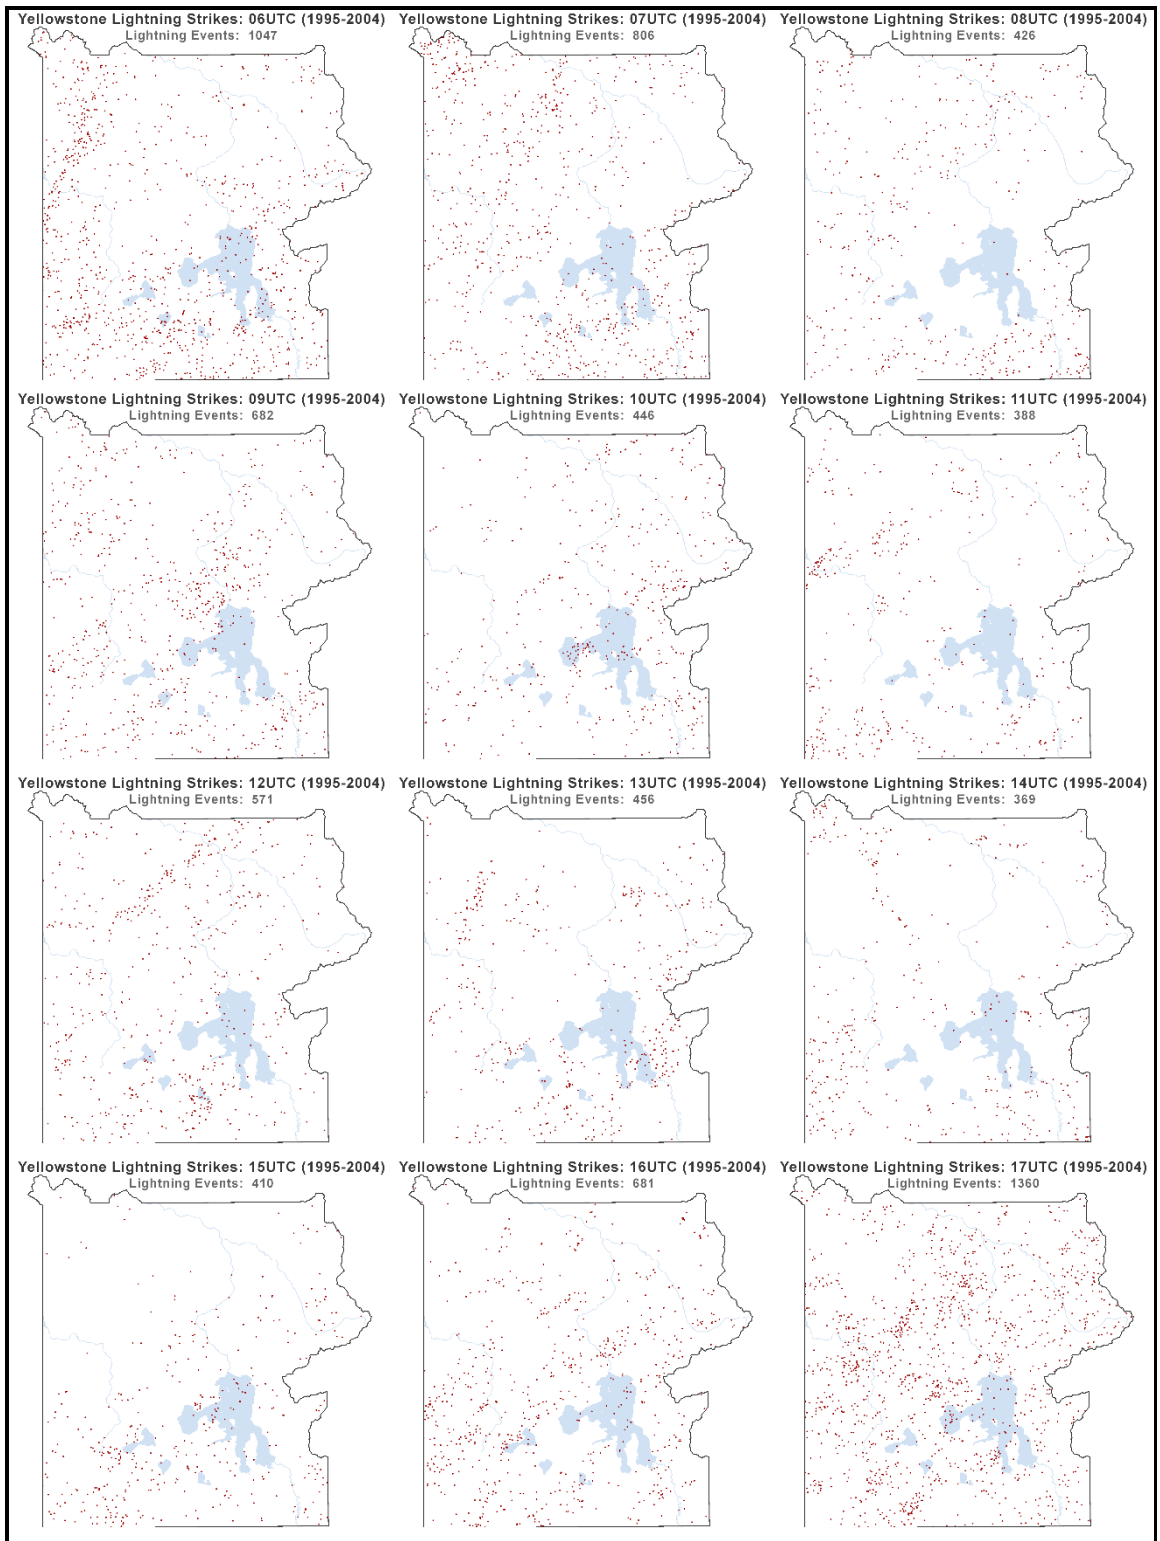 Yellowstone Lightning Strikes: 06UTC (1995-2004)
Lightning Events: 1047
Yellowstone Lightning Strikes: 07UTC (1995-2004)
Lightning Events: 806
Yellowstone Lightning Strikes: 08UTC (1995-2004)
Lightning Events: 426
Yellowstone Lightning Strikes: 09UTC (1995-2004)
Lightning Events: 682
Yellowstone Lightning Strikes: 10UTC (1995-2004)
Lightning Events: 446
Yellowstone Lightning Strikes: 11UTC (1995-2004)
Lightning Events: 388
Yellowstone Lightning Strikes: 12UTC (1995-2004)
Lightning Events: 571
Yellowstone Lightning Strikes: 13UTC (1995-2004)
Lightning Events: 456
Yellowstone Lightning Strikes: 14UTC (1995-2004)
Lightning Events: 369
Yellowstone Lightning Strikes: 15UTC (1995-2004)
Lightning Events: 410
Yellowstone Lightning Strikes: 16UTC (1995-2004)
Lightning Events: 681
Yellowstone Lightning Strikes: 17UTC (1995-2004)
Lightning Events: 1360